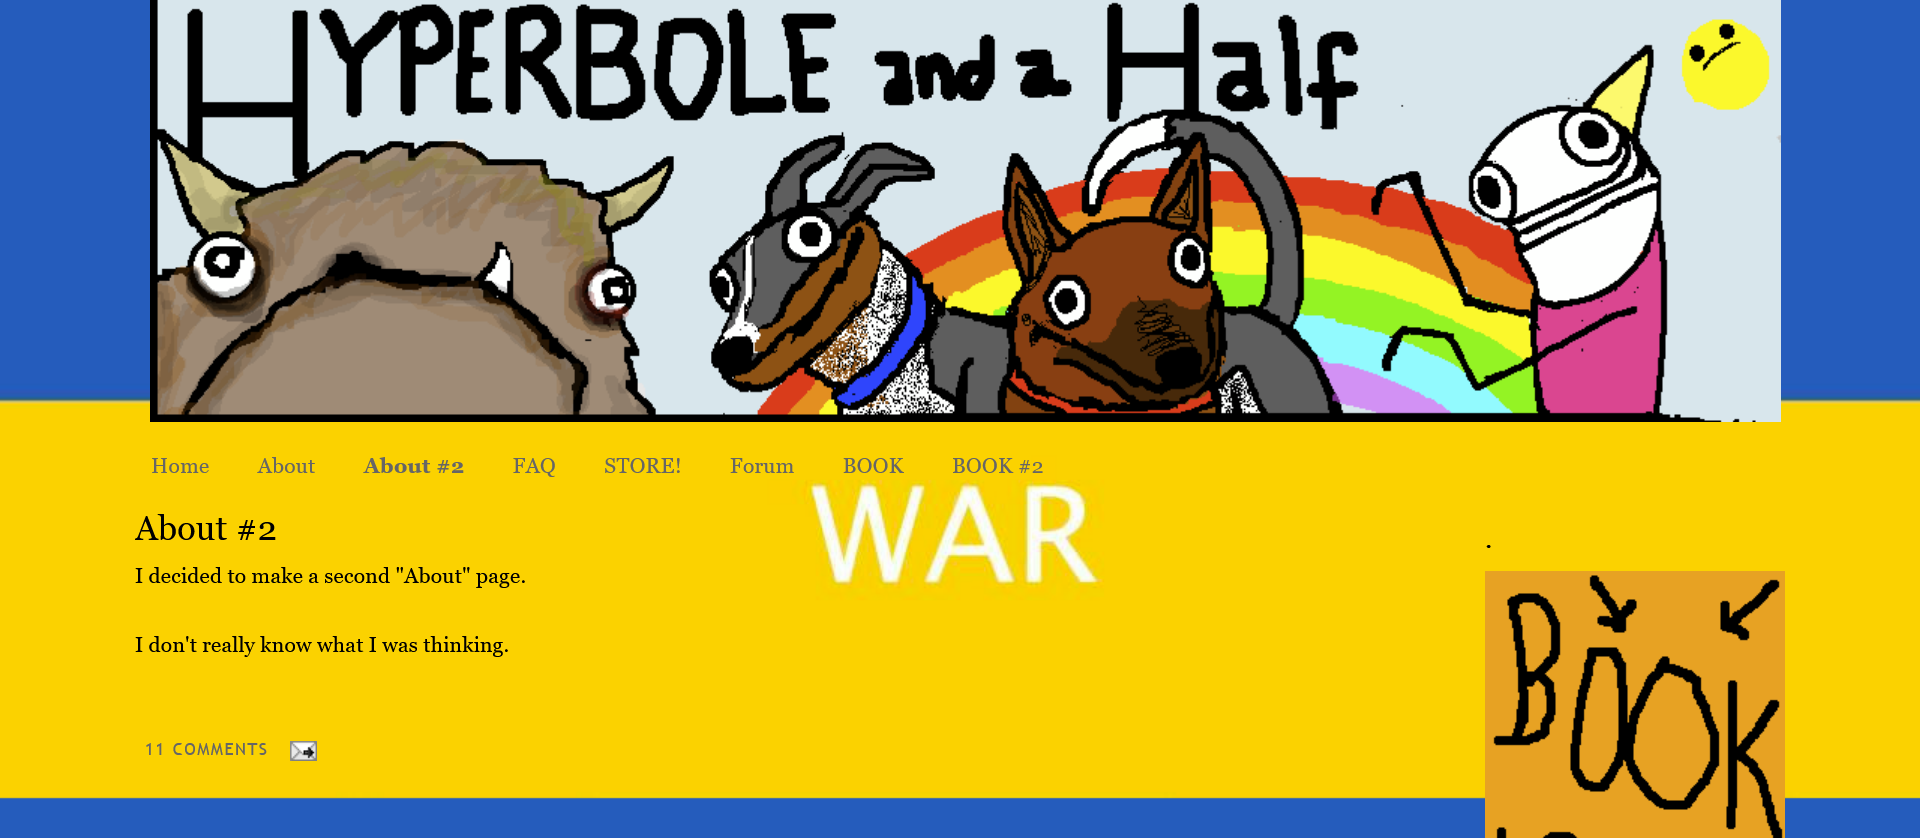 HYPERBOLE and a Half
Home About About #2 FAQ STORE! Forum BOOK BOOK #2
WAR
About #2
I decided to make a second "About" page.
I don't really know what I was thinking.
11 COMMENTS
.
BOOK